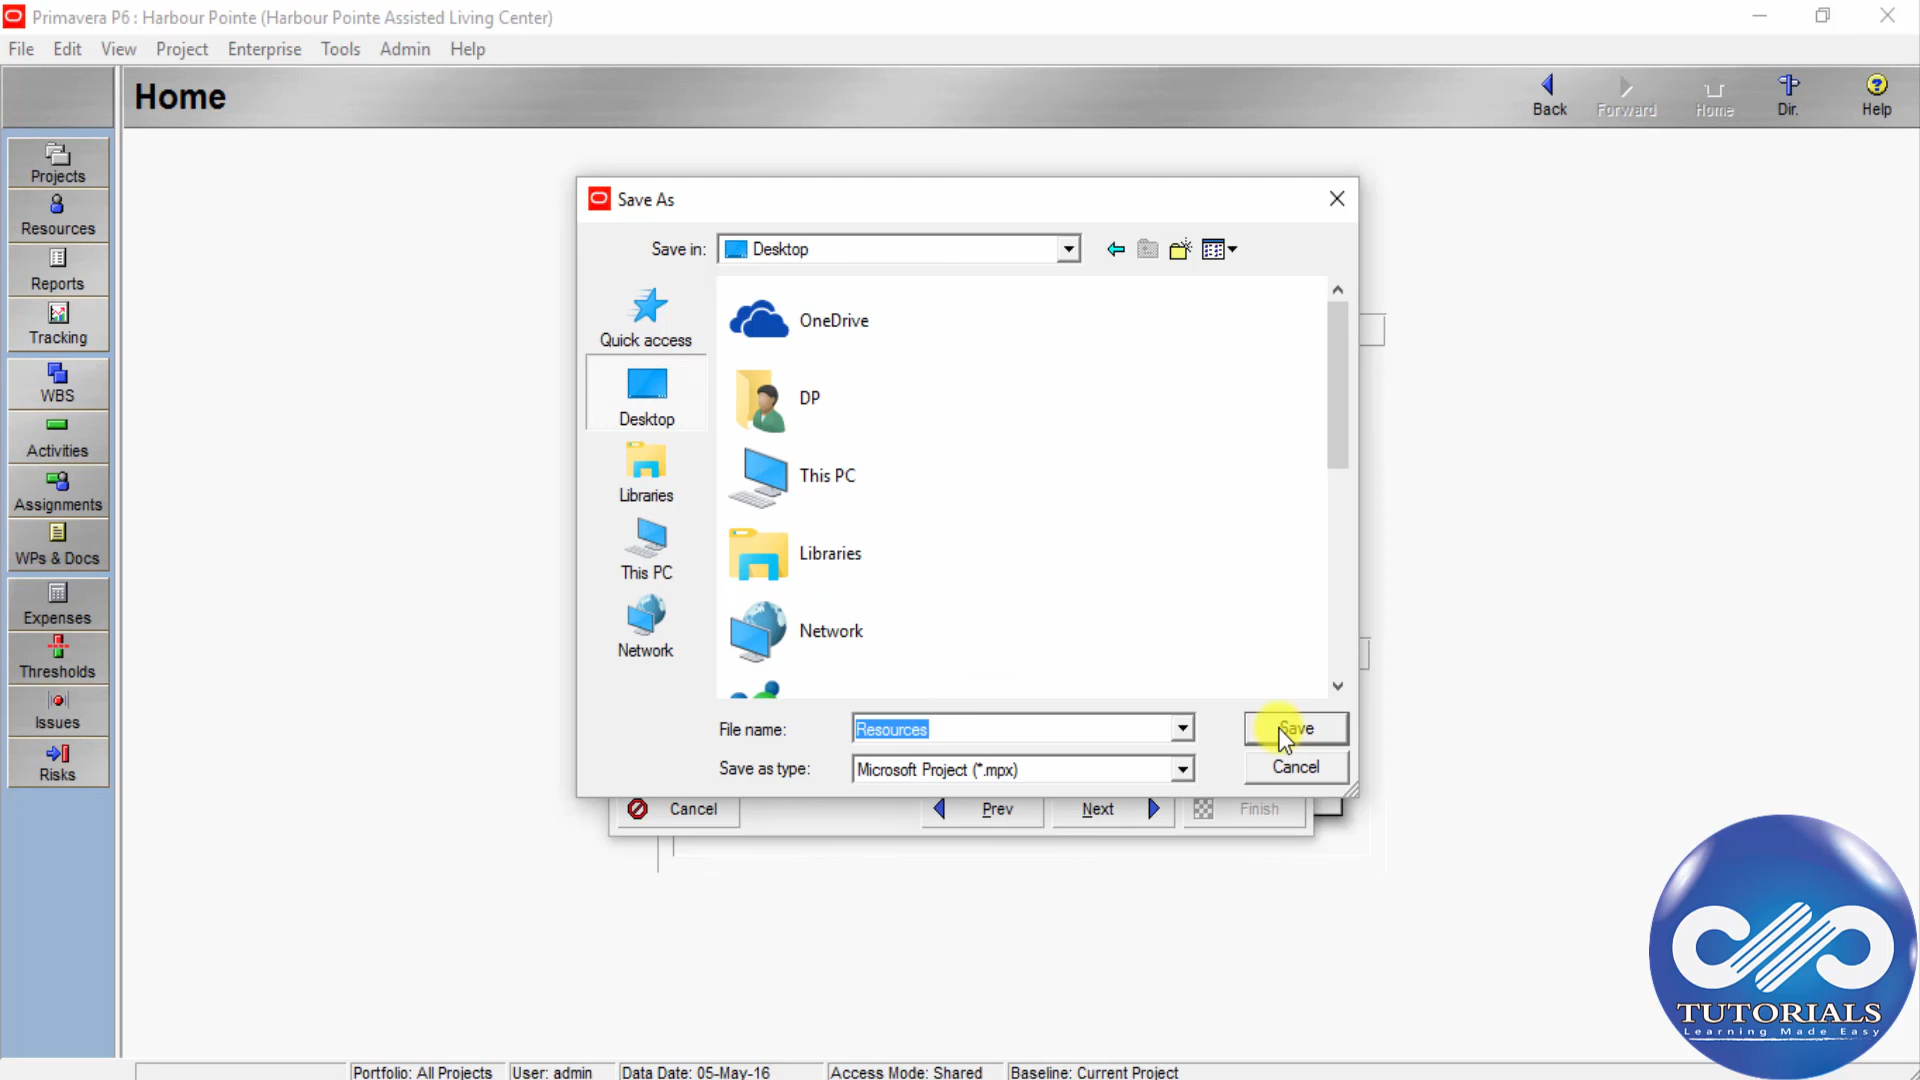 Primavera P6 : Harbour Pointe (Harbour Pointe Assisted Living Center)
File Edit View Project Enterprise Tools Admin Help
Home
Back Forward Home Dir. Help
Projects
Resources
Reports
Tracking
WBS
Activities
Assignments
WPs & Docs
Expenses
Thresholds
Issues
Risks
Save As
Save in: Desktop
Quick access
Desktop
Libraries
This PC
Network
OneDrive
DP
This PC
Libraries
Network
File name: Resources Save
Save as type: Microsoft Project (*.mpx) Cancel
Cancel Prev Next Finish
TUTORIALS
Learning Made Easy
Portfolio: All Projects User: admin Data Date: 05-May-16 Access Mode: Shared Baseline: Current Project